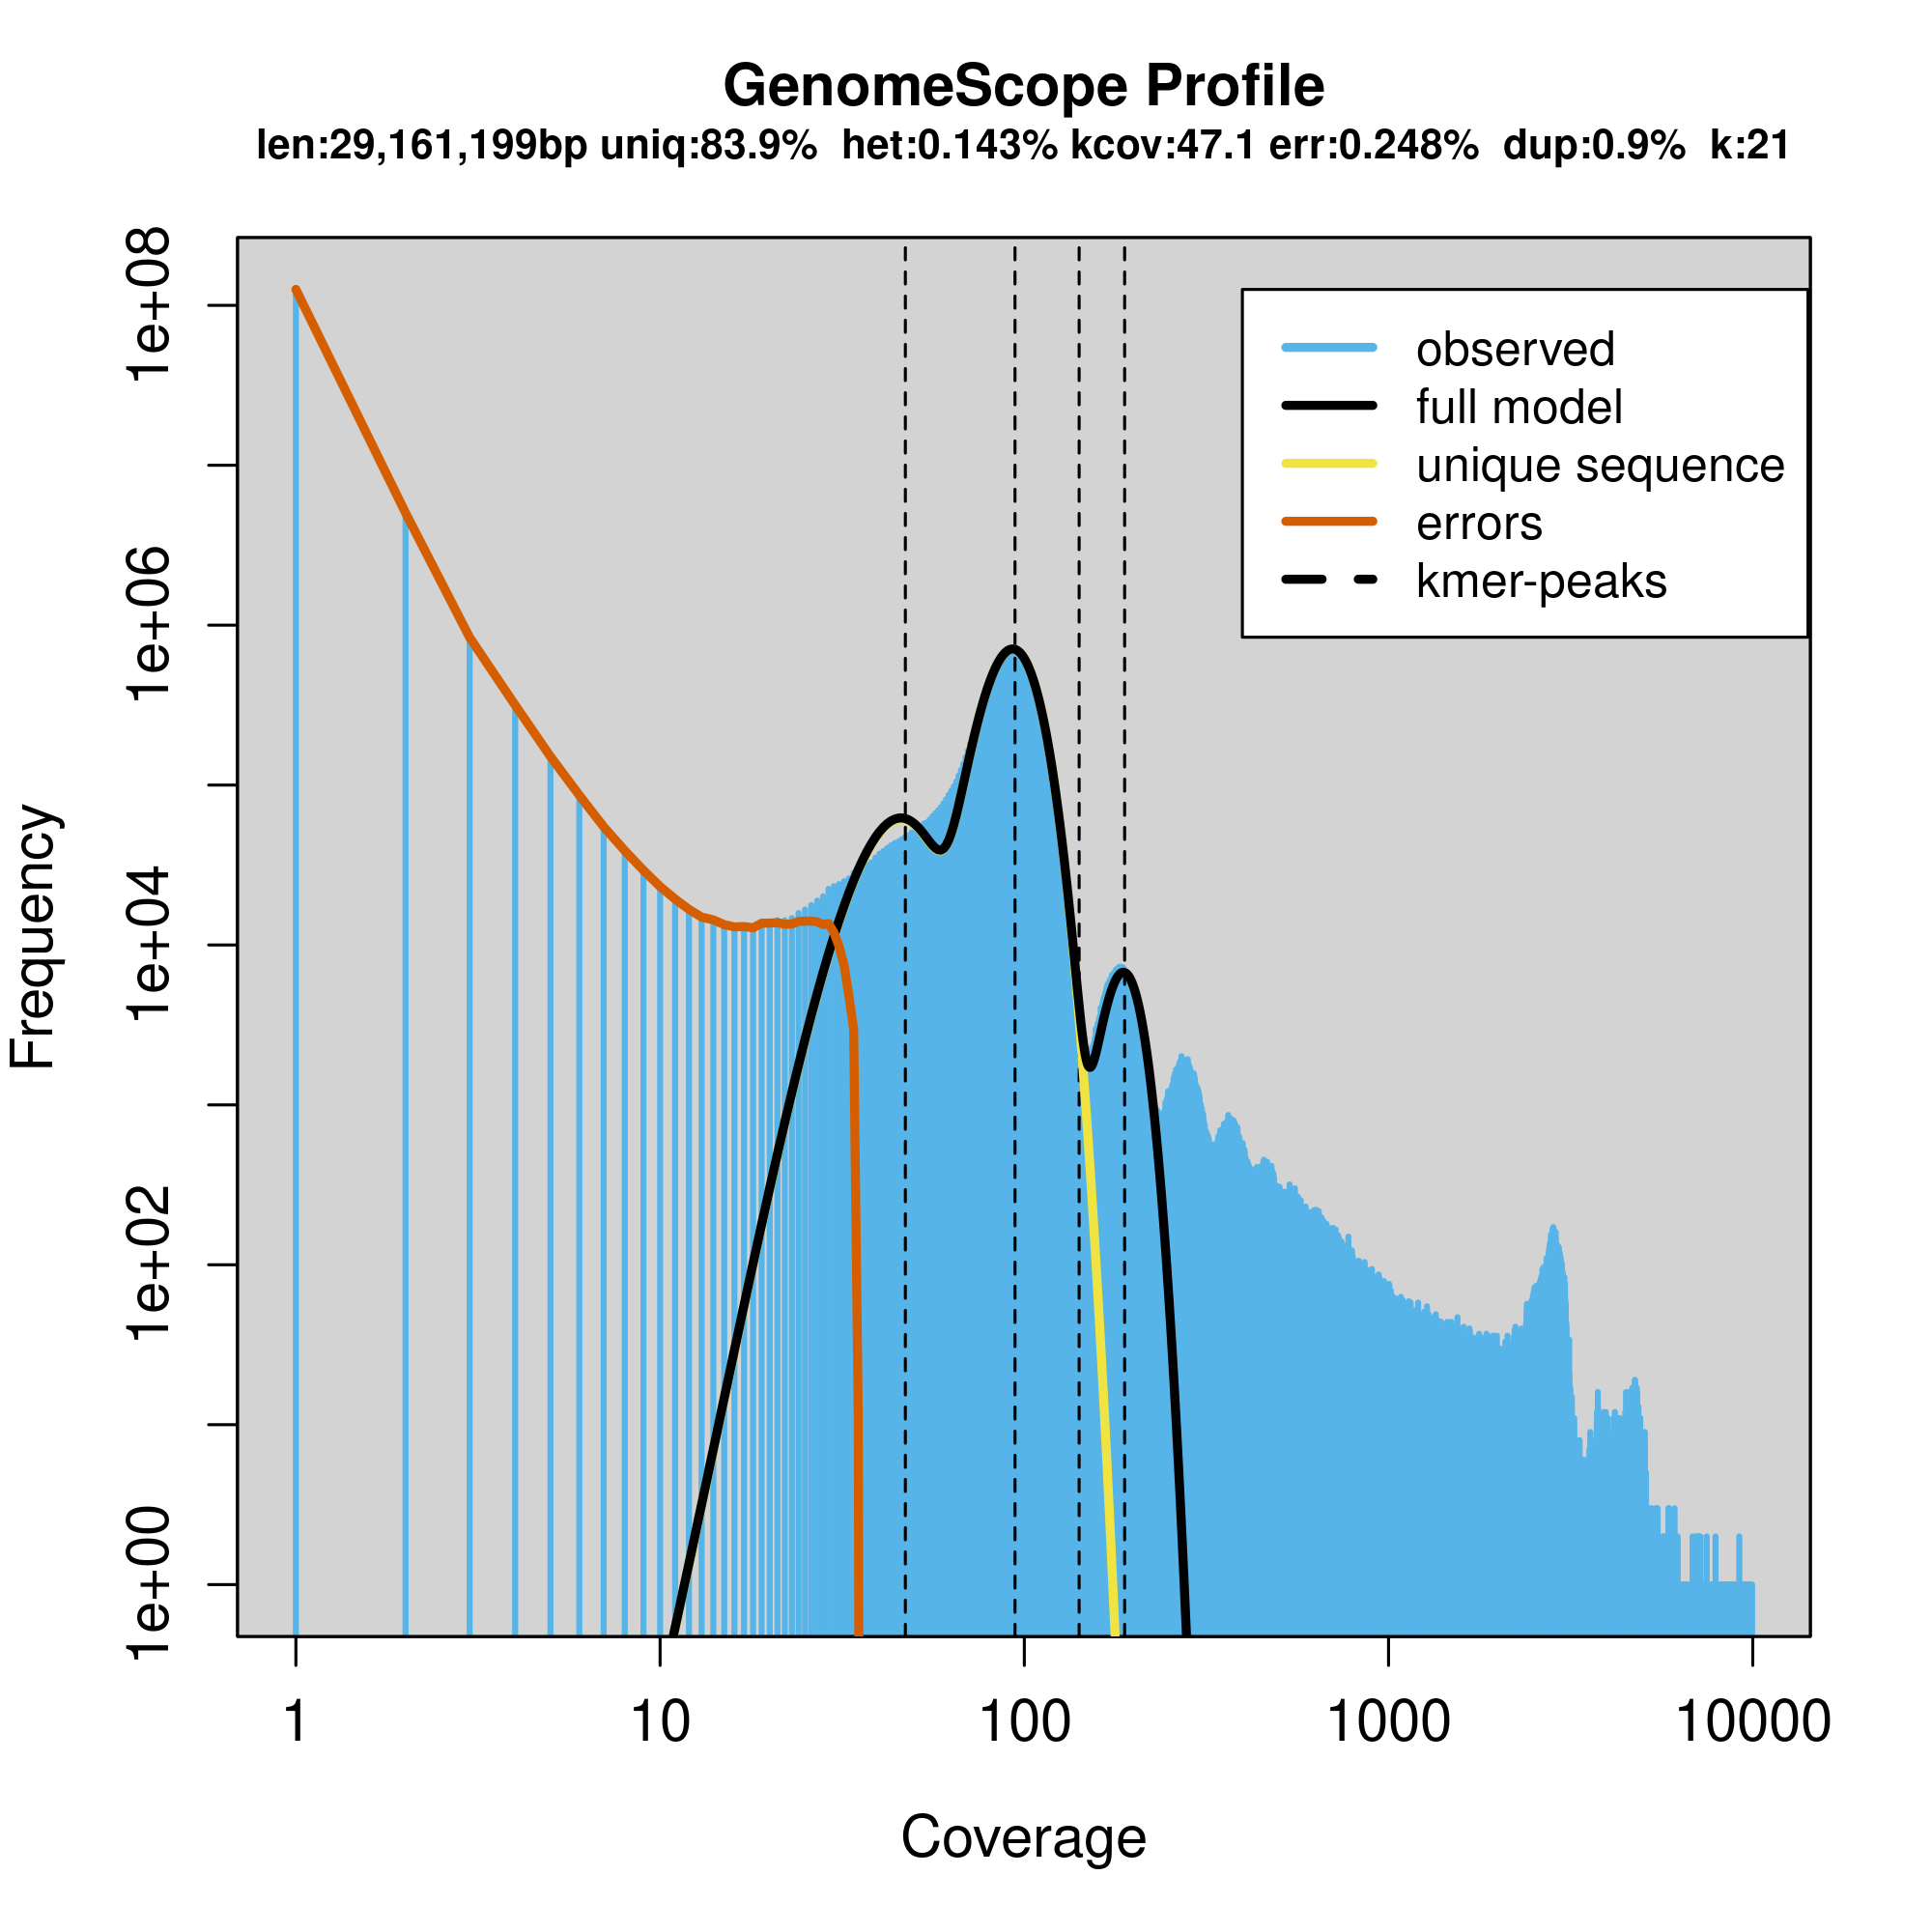 GenomeScope Profile
len:29,161,199bp uniq:83.9% het:0.143% kcov:47.1 err:0.248% dup:0.9% k:21
1e+08
1e+06
1e+04
1e+02
1e+00
Frequency
observed
full model
unique sequence
errors
kmer-peaks
1 10 100 1000 10000
Coverage